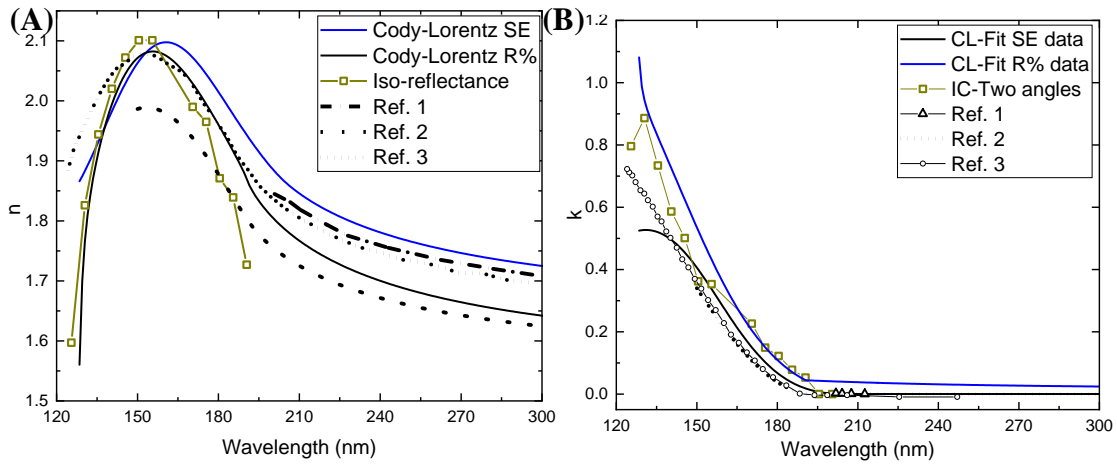 (A)
Cody-Lorentz SE
Cody-Lorentz R%
Iso-reflectance
Ref. 1
Ref. 2
Ref. 3
2.1
2.0
1.9
1.8
1.7
1.6
1.5
n
120 150 180 210 240 270 300
Wavelength (nm)
(B)
CL-Fit SE data
CL-Fit R% data
IC-Two angles
Ref. 1
Ref. 2
Ref. 3
1.2
1.0
0.8
0.6
0.4
0.2
0.0
k
120 150 180 210 240 270 300
Wavelength (nm)